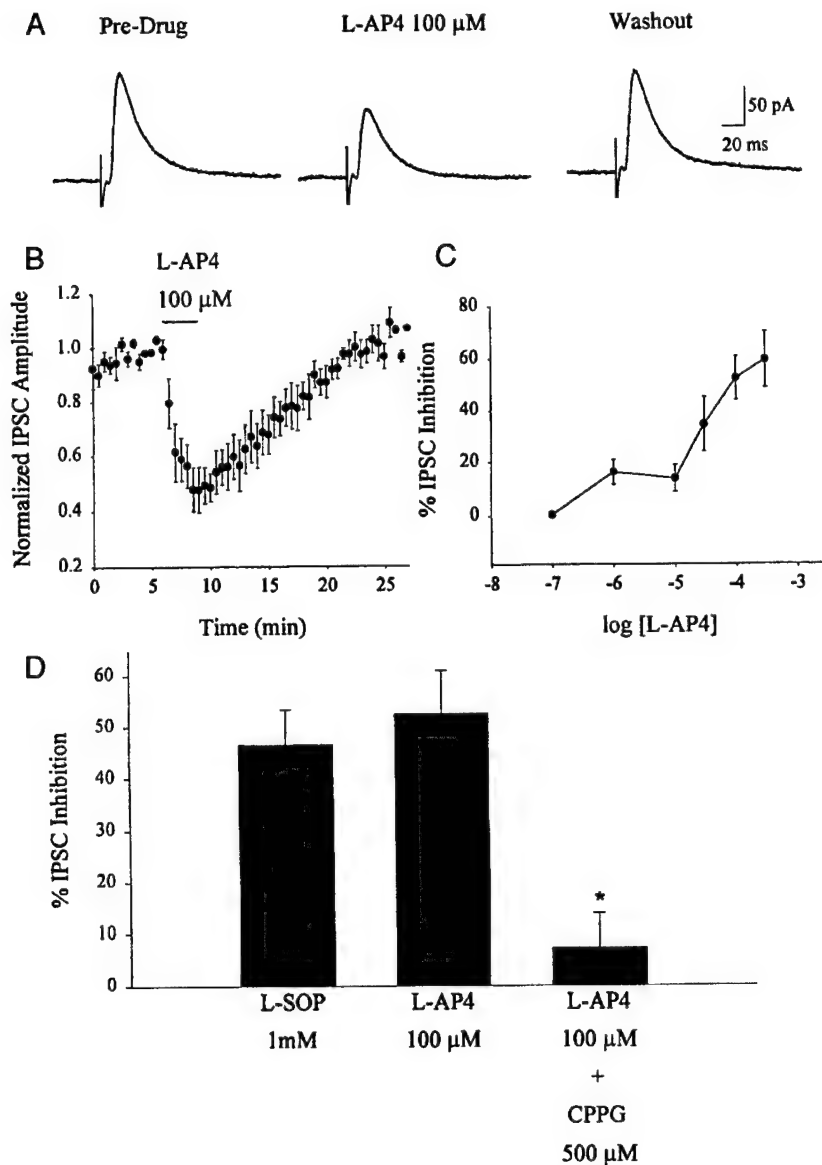 A
Pre-Drug
L-AP4 100 μM
Washout
50 pA
20 ms
B
L-AP4
100 μM
Normalized IPSC Amplitude
1.2
1.0
0.8
0.6
0.4
0.2
0
5
10
15
20
25
Time (min)
C
% IPSC Inhibition
80
60
40
20
0
-8
-7
-6
-5
-4
-3
log [L-AP4]
D
% IPSC Inhibition
60
50
40
30
20
10
0
*
L-SOP
1mM
L-AP4
100 μM
L-AP4
100 μM
+
CPPG
500 μM